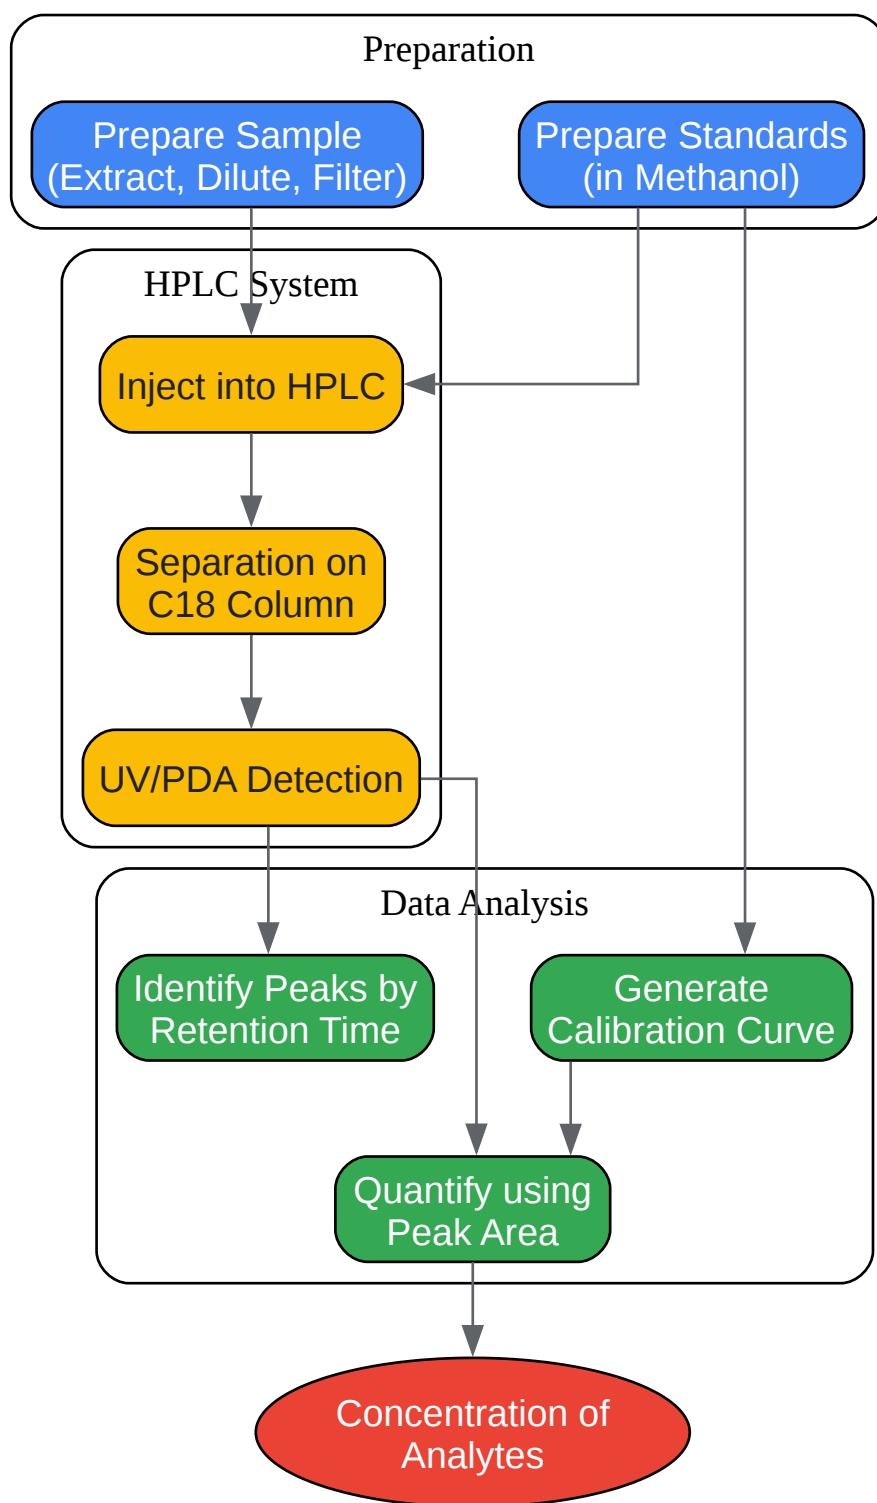 Preparation
Prepare Sample
(Extract, Dilute, Filter)
Prepare Standards
(in Methanol)
HPLC System
Inject into HPLC
Separation on
C18 Column
UV/PDA Detection
Data Analysis
Identify Peaks by
Retention Time
Generate
Calibration Curve
Quantify using
Peak Area
Concentration of
Analytes